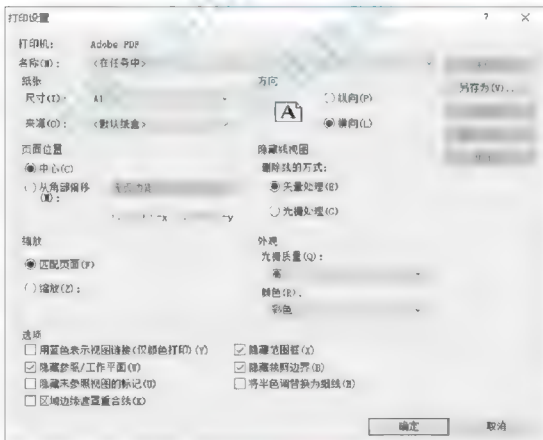 打印设置 ? ×
打印机: Adobe PDF
名称(N): <在任务中>
纸张
尺寸(I): A1
来源(O): <默认纸盒>
方向
纵向(P)
横向(L)
另存为(V)...
页面位置
中心(C)
从角部偏移(M):
=x =y
隐藏线视图
删除线的方式:
矢量处理(E)
光栅处理(G)
缩放
匹配页面(F)
缩放(Z):
外观
光栅质量(Q):
高
颜色(R):
彩色
选项
用蓝色表示视图链接(仅颜色打印)(Y)
隐藏参照/工作平面(W)
隐藏未参照视图的标记(U)
区域边缘遮罩重合线(K)
隐藏范围框(X)
隐藏裁剪边界(B)
将半色调替换为细线(H)
确定 取消